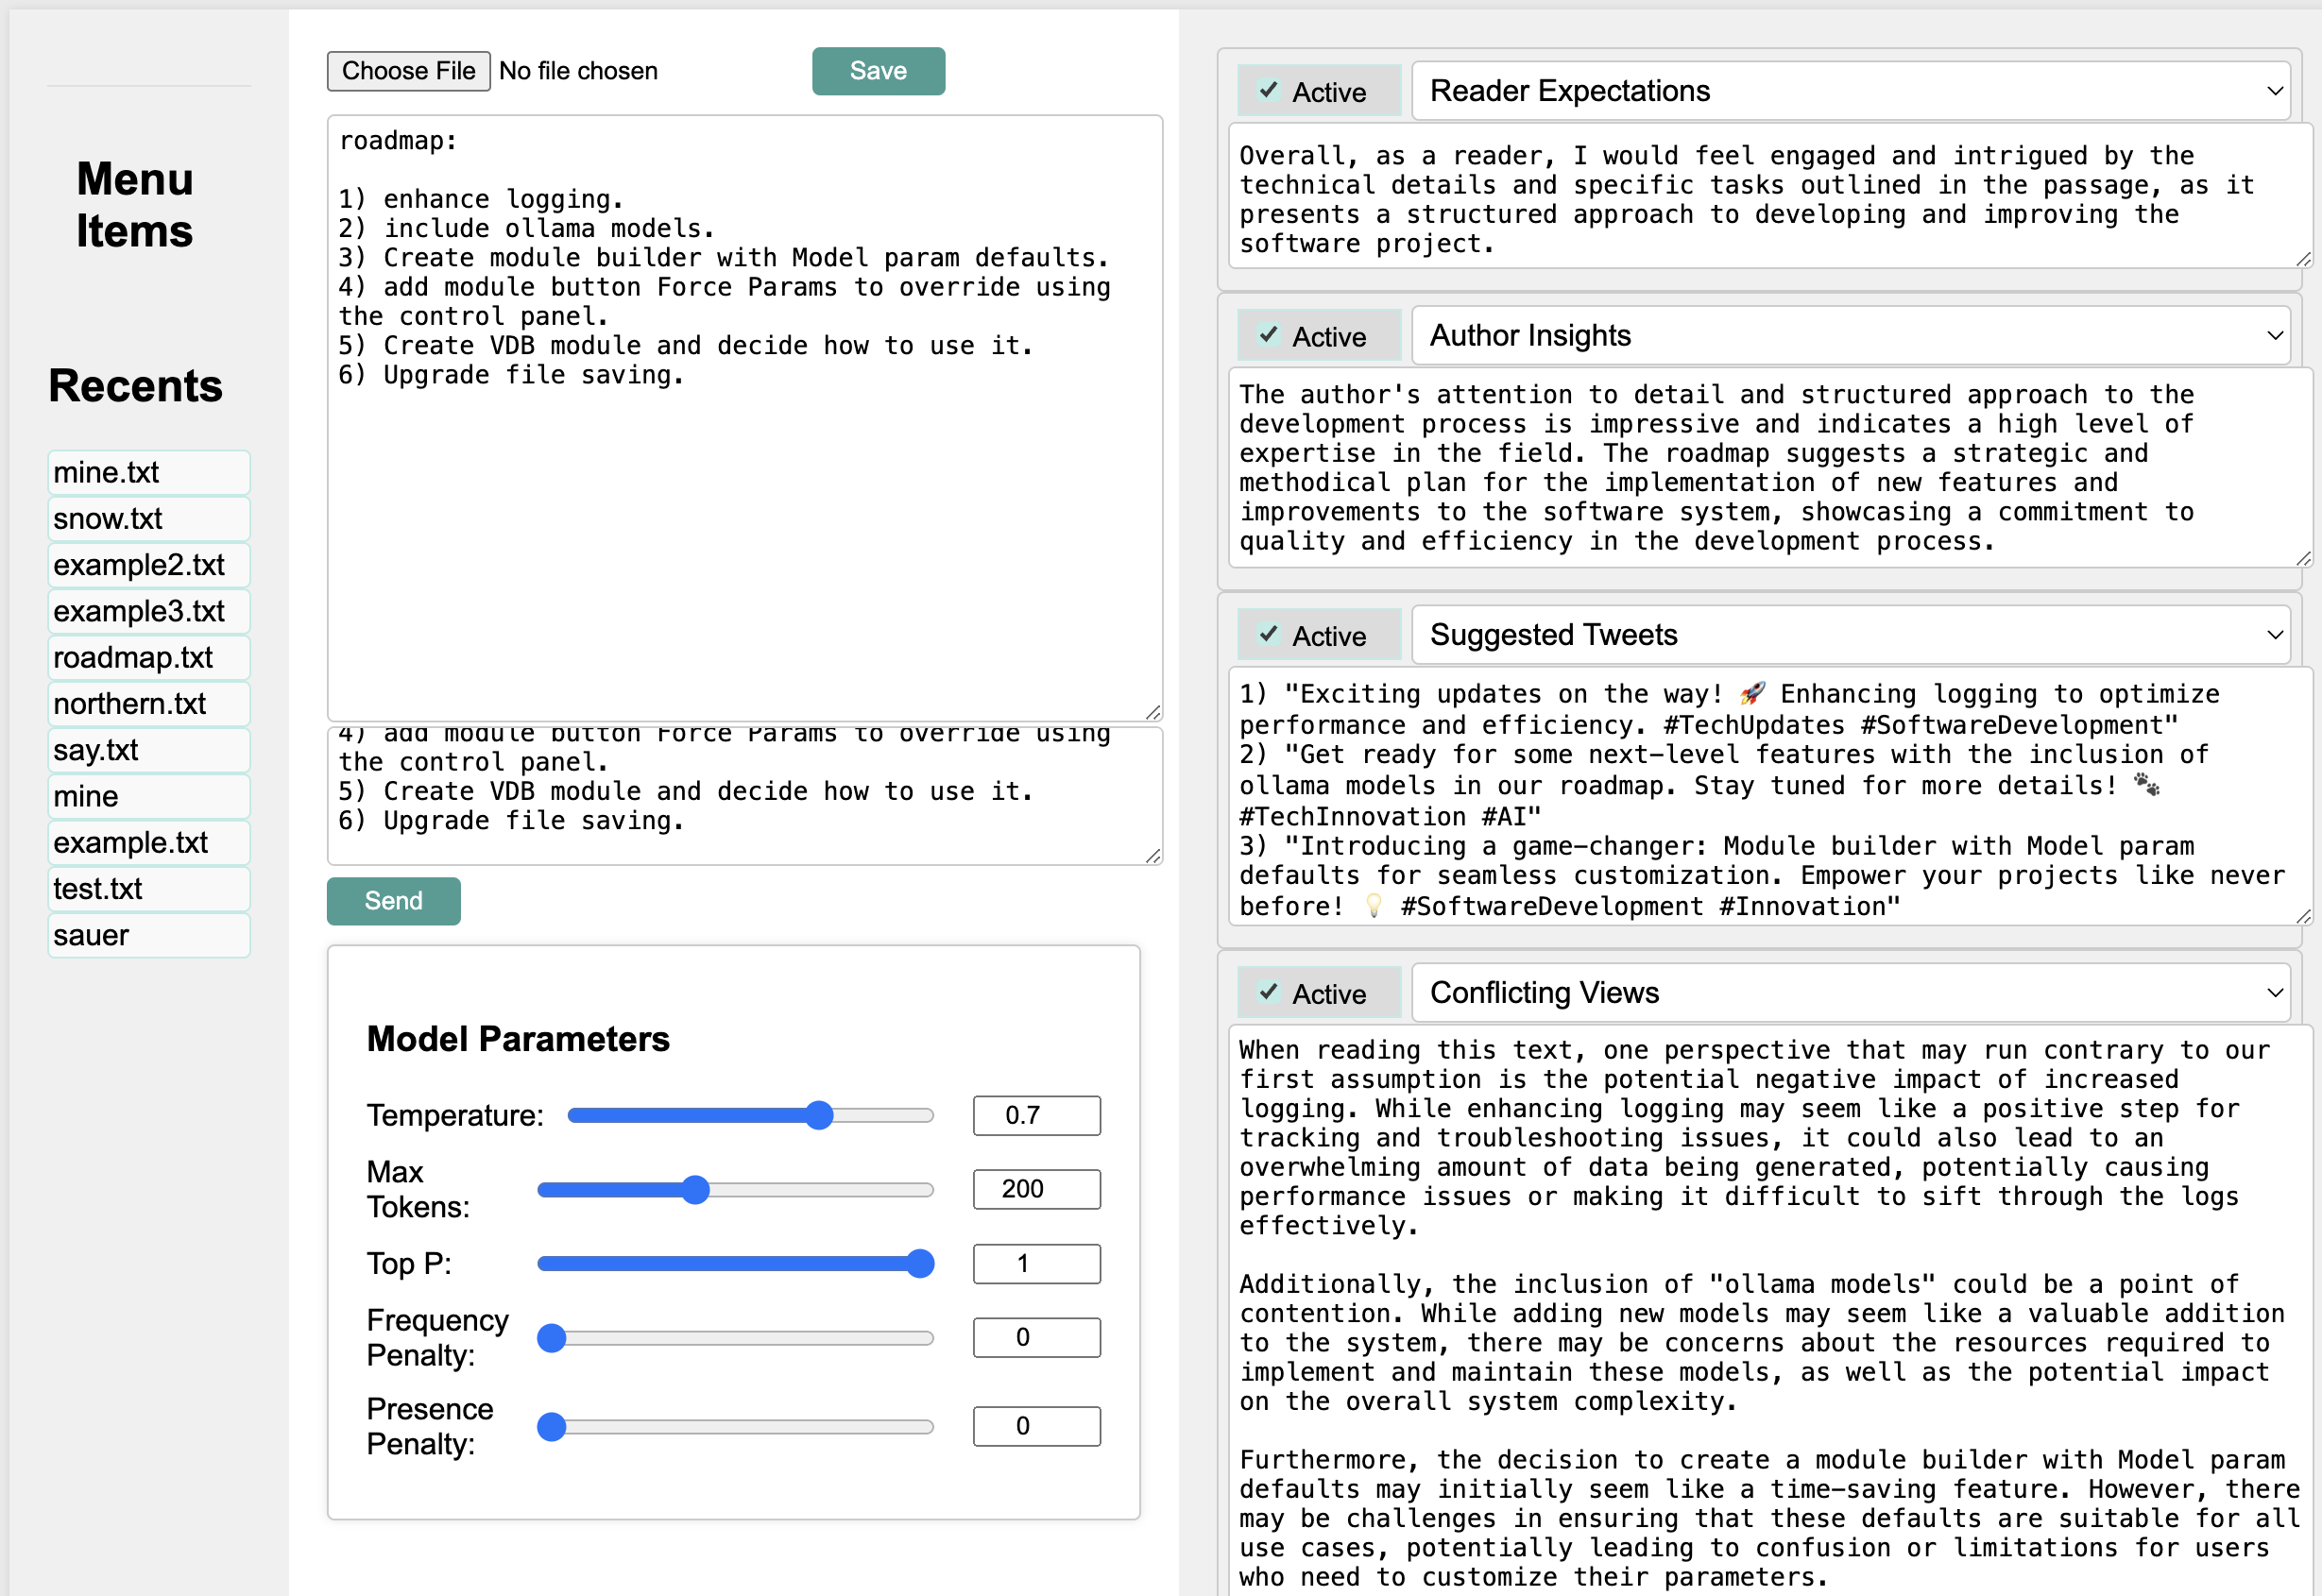 Menu
Items
Recents
mine.txt
snow.txt
example2.txt
example3.txt
roadmap.txt
northern.txt
say.txt
mine
example.txt
test.txt
sauer
Choose File No file chosen
Save
roadmap:
1) enhance logging.
2) include ollama models.
3) Create module builder with Model param defaults.
4) add module button Force Params to override using
the control panel.
5) Create VDB module and decide how to use it.
6) Upgrade file saving.
4) add module button Force Params to override using
the control panel.
5) Create VDB module and decide how to use it.
6) Upgrade file saving.
Send
Model Parameters
Temperature: 0.7
Max
Tokens: 200
Top P: 1
Frequency
Penalty: 0
Presence
Penalty: 0
Active Reader Expectations
Overall, as a reader, I would feel engaged and intrigued by the
technical details and specific tasks outlined in the passage, as it
presents a structured approach to developing and improving the
software project.
Active Author Insights
The author's attention to detail and structured approach to the
development process is impressive and indicates a high level of
expertise in the field. The roadmap suggests a strategic and
methodical plan for the implementation of new features and
improvements to the software system, showcasing a commitment to
quality and efficiency in the development process.
Active Suggested Tweets
1) "Exciting updates on the way! 🚀 Enhancing logging to optimize
performance and efficiency. #TechUpdates #SoftwareDevelopment"
2) "Get ready for some next-level features with the inclusion of
ollama models in our roadmap. Stay tuned for more details! 🐾
#TechInnovation #AI"
3) "Introducing a game-changer: Module builder with Model param
defaults for seamless customization. Empower your projects like never
before! 💡 #SoftwareDevelopment #Innovation"
Active Conflicting Views
When reading this text, one perspective that may run contrary to our
first assumption is the potential negative impact of increased
logging. While enhancing logging may seem like a positive step for
tracking and troubleshooting issues, it could also lead to an
overwhelming amount of data being generated, potentially causing
performance issues or making it difficult to sift through the logs
effectively.
Additionally, the inclusion of "ollama models" could be a point of
contention. While adding new models may seem like a valuable addition
to the system, there may be concerns about the resources required to
implement and maintain these models, as well as the potential impact
on the overall system complexity.
Furthermore, the decision to create a module builder with Model param
defaults may initially seem like a time-saving feature. However, there
may be challenges in ensuring that these defaults are suitable for all
use cases, potentially leading to confusion or limitations for users
who need to customize their parameters.